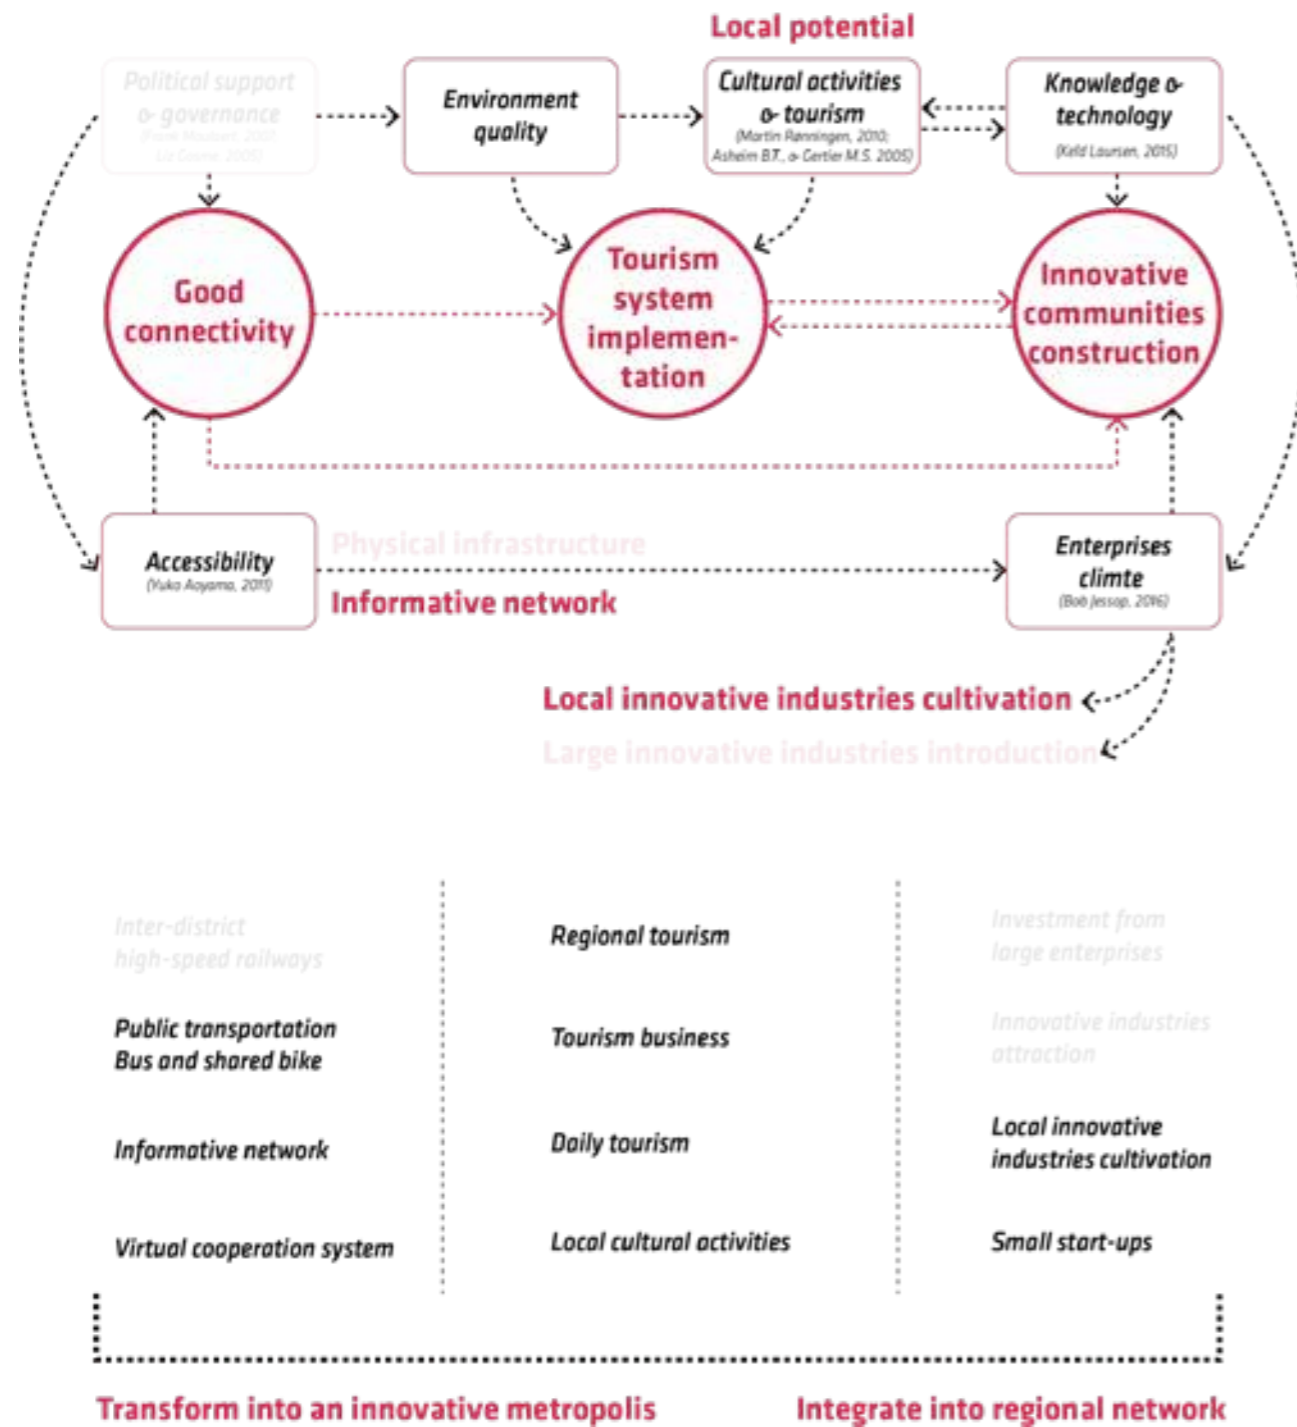 Local potential
Political support
& governance
Environment
quality
Cultural activities
& tourism
(Martin Rønningen, 2010;
Asheim B.T., & Gertler M.S. 2005)
Knowledge &
technology
(Keld Laursen, 2015)
Good
connectivity
Tourism
system
implemen-
tation
Innovative
communities
construction
Accessibility
(Yuko Aoyama, 2011)
Physical infrastructure
Informative network
Enterprises
climte
(Bob Jessop, 2016)
Local innovative industries cultivation
Large innovative industries introduction
Inter-district
high-speed railways
Public transportation
Bus and shared bike
Informative network
Virtual cooperation system
Regional tourism
Tourism business
Daily tourism
Local cultural activities
Investment from
large enterprises
Innovative industries
attraction
Local innovative
industries cultivation
Small start-ups
Transform into an innovative metropolis
Integrate into regional network